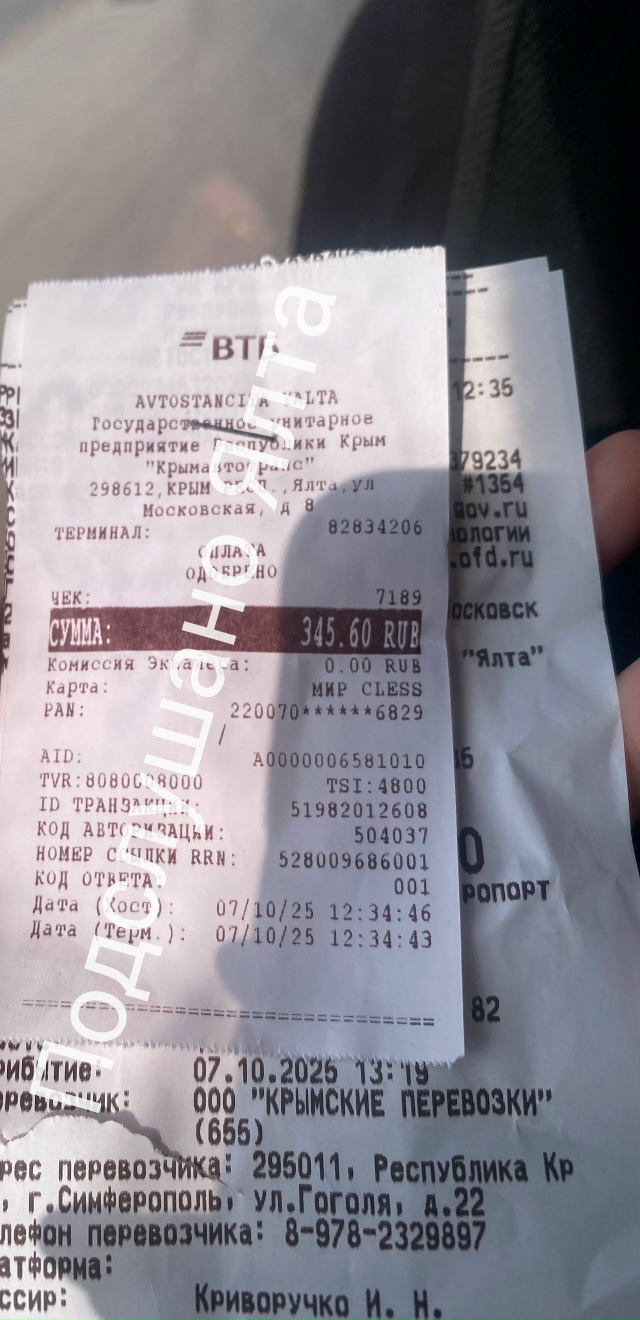 ВТБ
AVTOSTANCIYA YALTA
Государственное унитарное
предприятие Республики Крым
"Крымавтотранс"
298612,КРЫМ РЕСП.,Ялта,ул
Московская, д 8
ТЕРМИНАЛ: 82834206
ОПЛАТА
ОДОБРЕНО
ЧЕК: 7189
СУММА: 345.60 RUB
Комиссия Эквайера: 0.00 RUB
Карта: МИР CLESS
PAN: 220070******6829
/
AID: A0000006581010
TVR:8080008000 TSI:4800
ID ТРАНЗАКЦИИ: 51982012608
КОД АВТОРИЗАЦИИ: 504037
НОМЕР ССЫЛКИ RRN: 528009686001
КОД ОТВЕТА: 001
Дата (Хост): 07/10/25 12:34:46
Дата (Терм.): 07/10/25 12:34:43
Подслушано Ялта
12:35
379234
#1354
gov.ru
ологии
.ofd.ru
осковск
"Ялта"
ропорт
82
рибытие: 07.10.2025 13:19
ревозчик: ООО "КРЫМСКИЕ ПЕРЕВОЗКИ"
(655)
рес перевозчика: 295011, Республика Кр
, г.Симферополь, ул.Гоголя, д.22
лефон перевозчика: 8-978-2329897
атформа:
ссир: Криворучко И. Н.